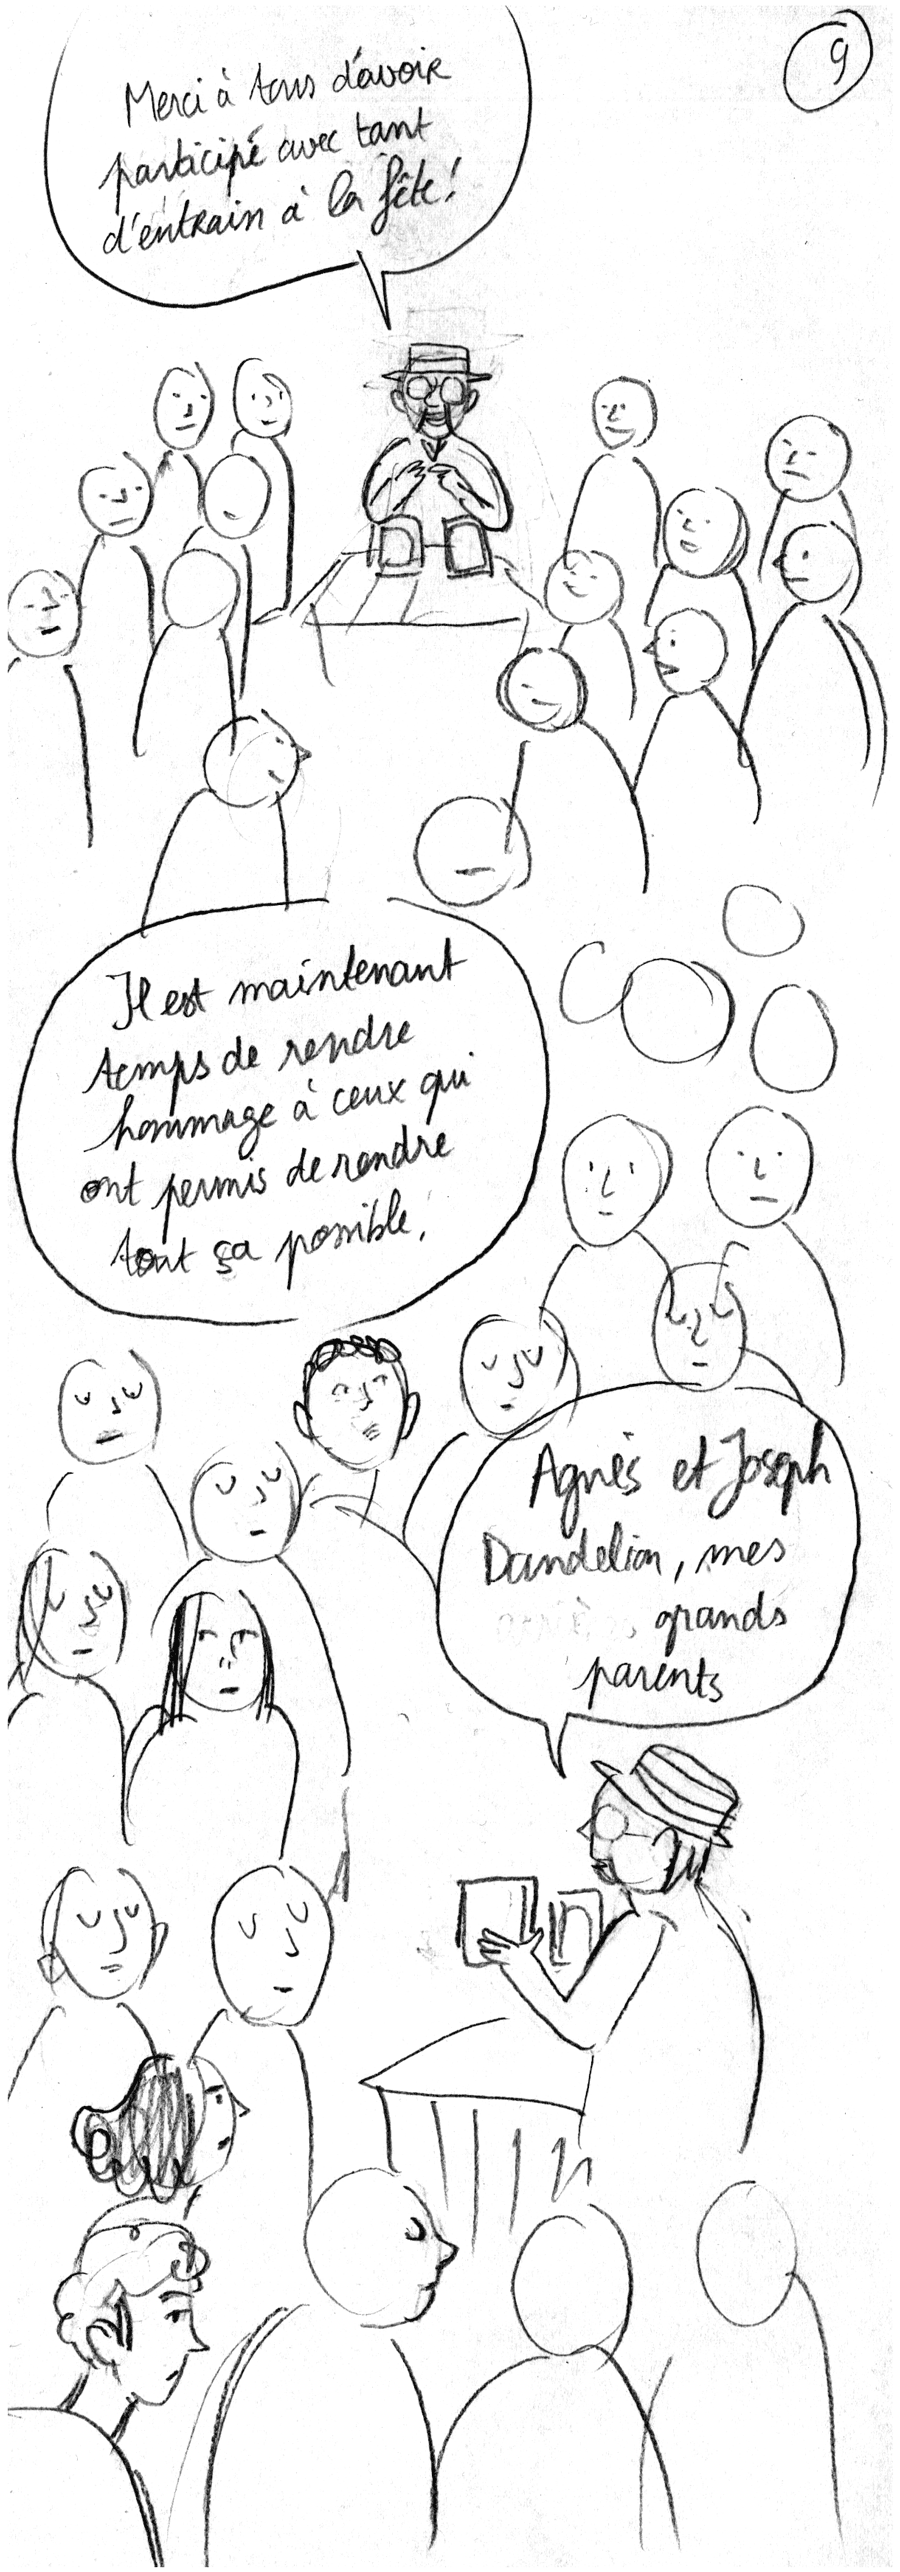 9
Merci à tous d'avoir
participé avec tant
d'entrain à la fête!
Il est maintenant
temps de rendre
hommage à ceux qui
ont permis de rendre
tout ça possible.
Agnès et Joseph
Dandelion, mes
grands
parents